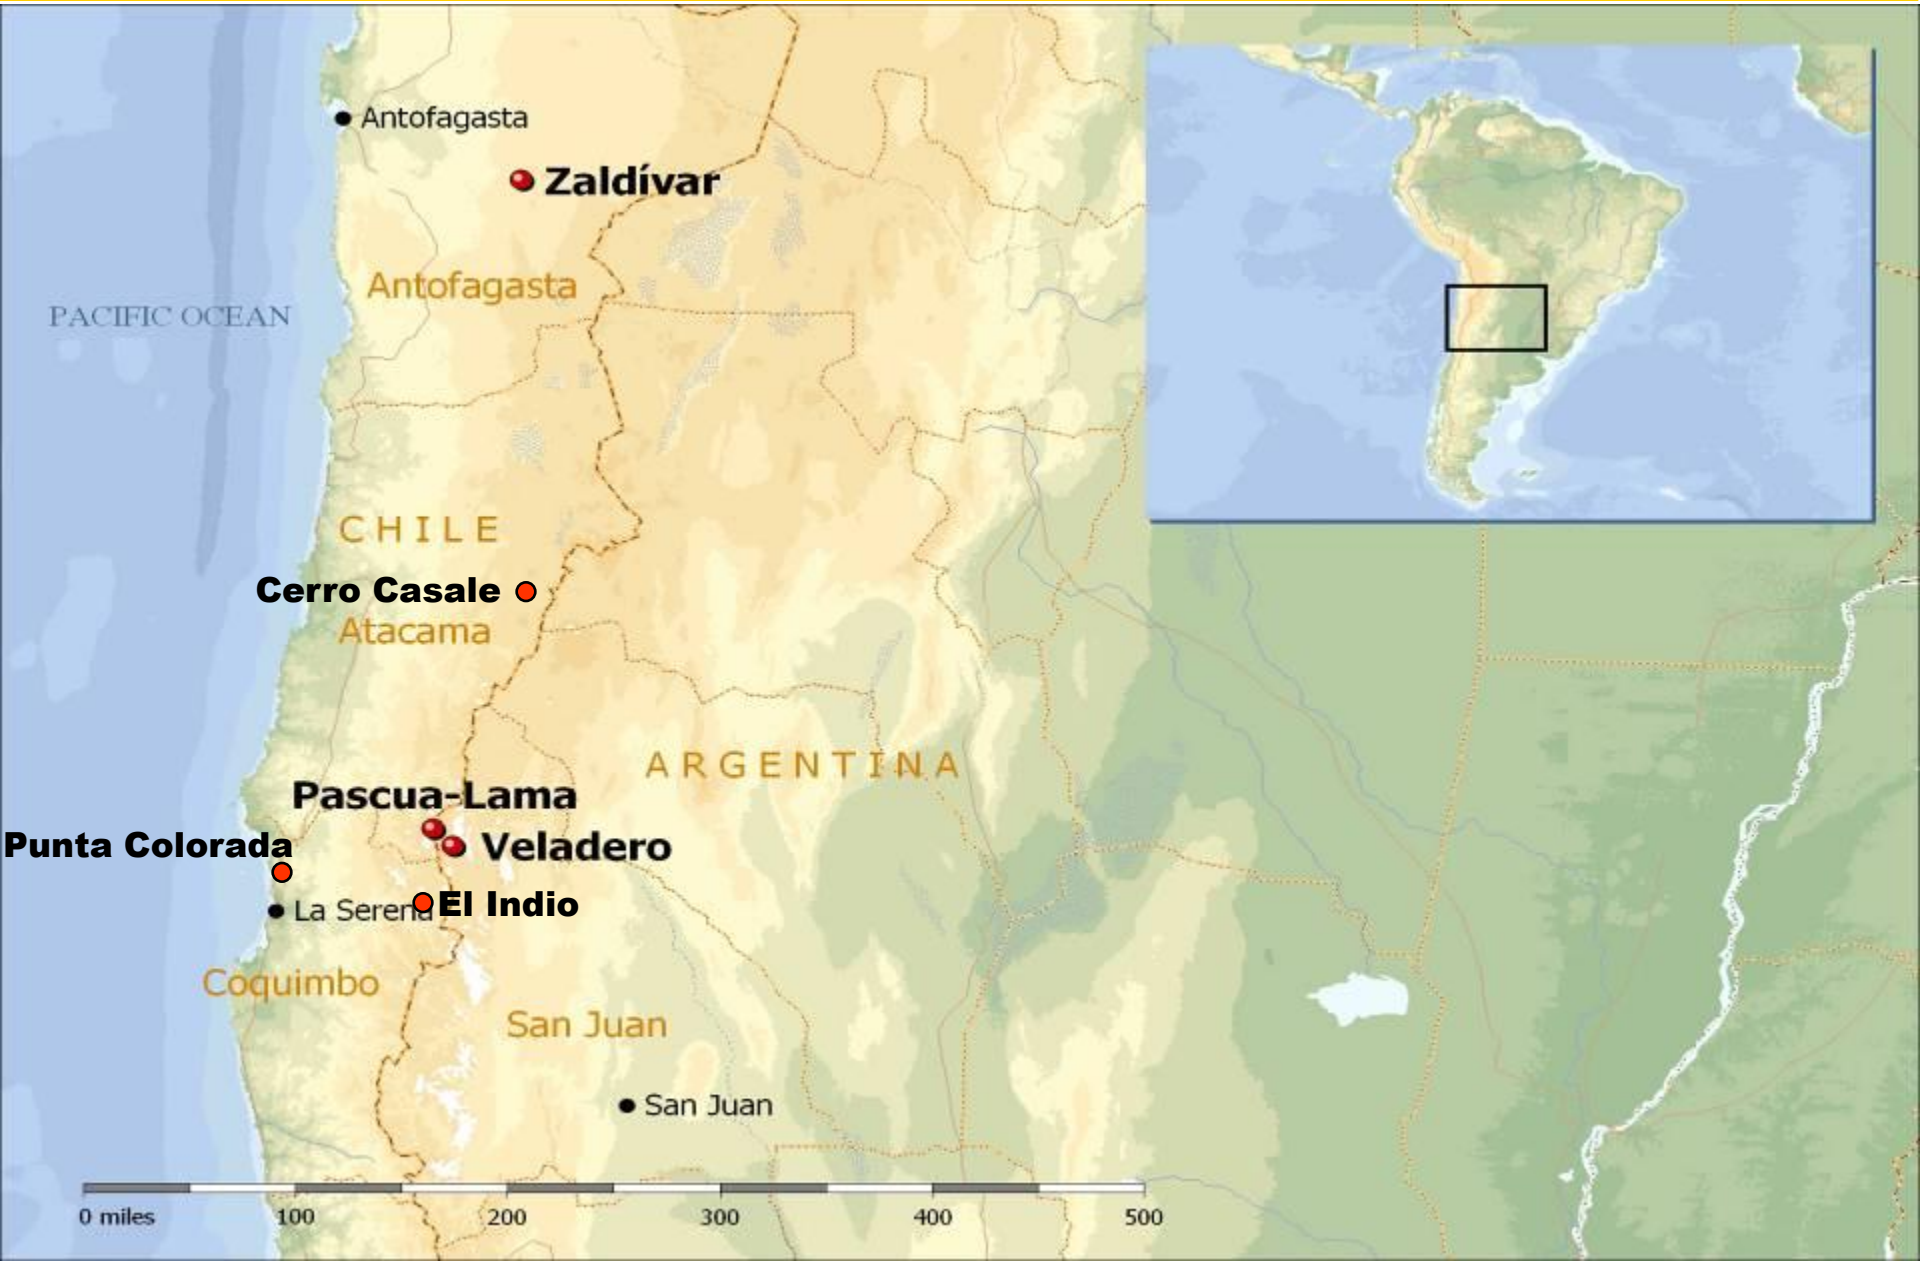 Antofagasta
Zaldívar
Antofagasta
PACIFIC OCEAN
CHILE
Cerro Casale
Atacama
ARGENTINA
Pascua-Lama
Punta Colorada
Veladero
La Serena
El Indio
Coquimbo
San Juan
San Juan
0 miles 100 200 300 400 500